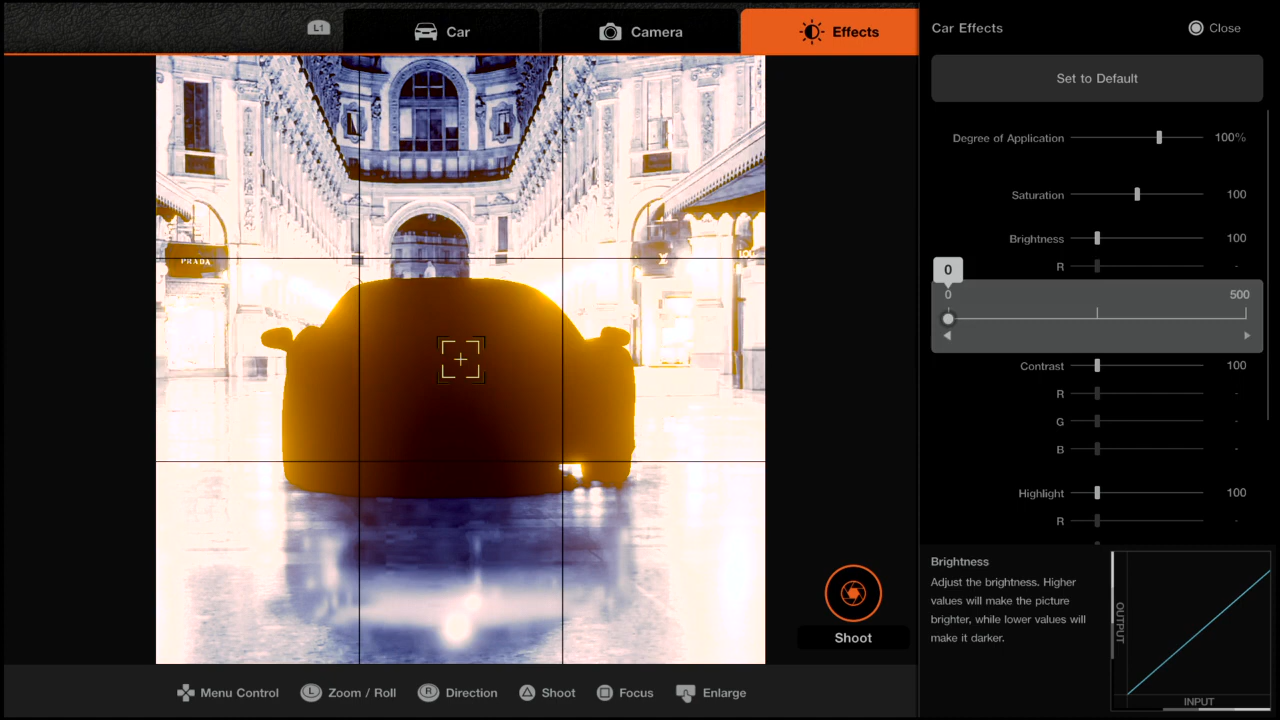 L1
Car
Camera
Effects
Car Effects
Close
Set to Default
Degree of Application 100%
Saturation 100
Brightness 100
R -
0
0 500
Contrast 100
R -
G -
B -
Highlight 100
R -
PRADA
Shoot
Brightness
Adjust the brightness. Higher
values will make the picture
brighter, while lower values will
make it darker.
OUTPUT
INPUT
Menu Control
L Zoom / Roll
R Direction
Shoot
Focus
Enlarge